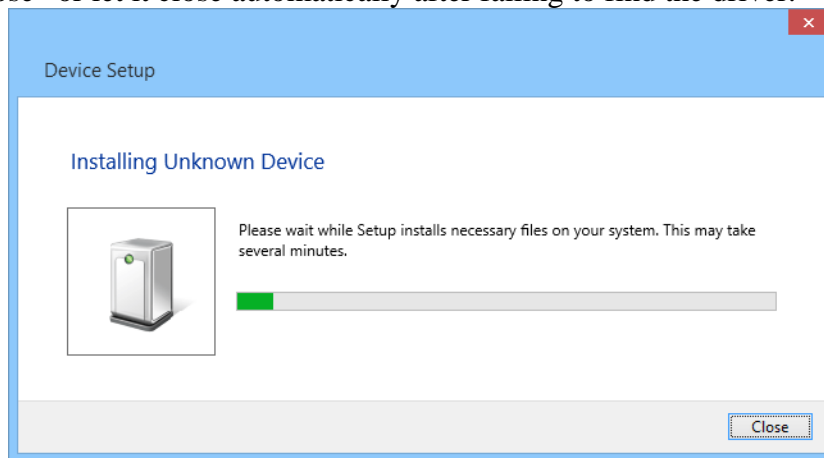 or let it close automatically after failing to find the driver.
Device Setup
Installing Unknown Device
Please wait while Setup installs necessary files on your system. This may take
several minutes.
Close